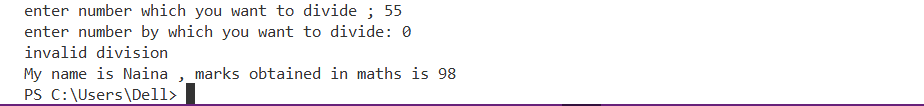 enter number which you want to divide ; 55
enter number by which you want to divide: 0
invalid division
My name is Naina , marks obtained in maths is 98
PS C:\Users\Dell>